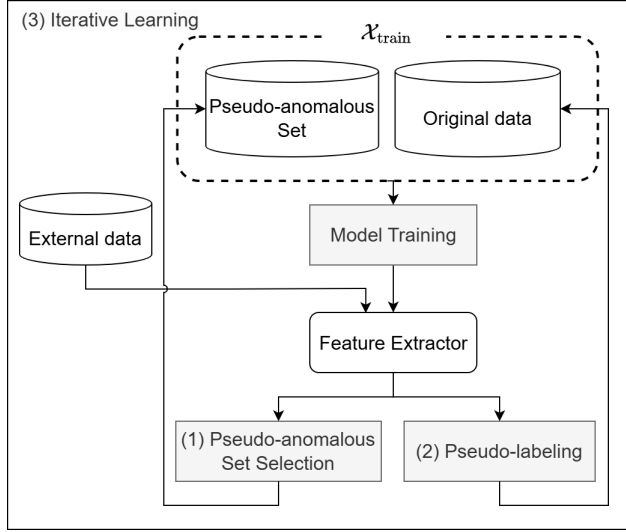 (3) Iterative Learning
𝒳train
Pseudo-anomalous
Set
Original data
External data
Model Training
Feature Extractor
(1) Pseudo-anomalous
Set Selection
(2) Pseudo-labeling